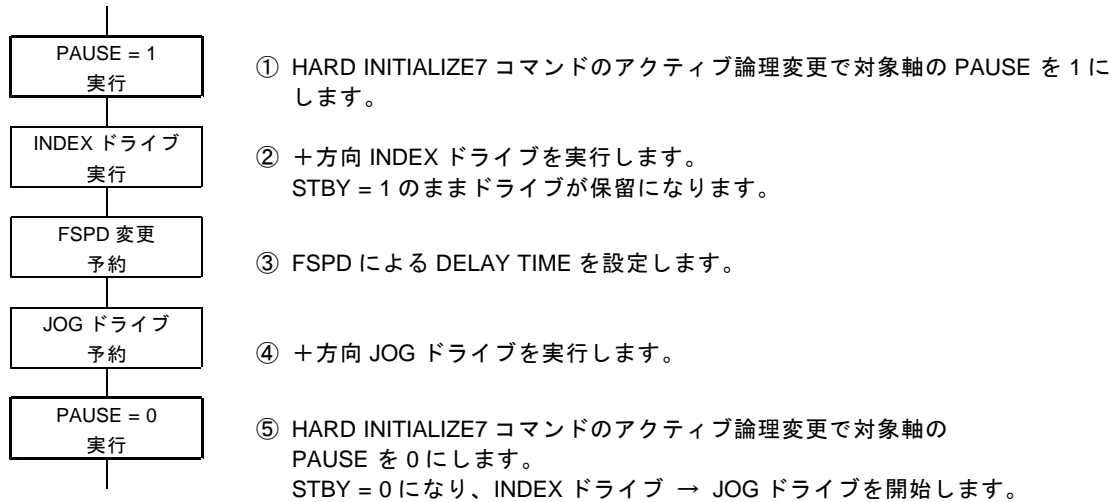 PAUSE = 1
実行
① HARD INITIALIZE7 コマンドのアクティブ論理変更で対象軸の PAUSE を 1 に
します。
INDEX ドライブ
実行
② +方向 INDEX ドライブを実行します。
STBY = 1 のままドライブが保留になります。
FSPD 変更
予約
③ FSPD による DELAY TIME を設定します。
JOG ドライブ
予約
④ +方向 JOG ドライブを実行します。
PAUSE = 0
実行
⑤ HARD INITIALIZE7 コマンドのアクティブ論理変更で対象軸の
PAUSE を 0 にします。
STBY = 0 になり、INDEX ドライブ → JOG ドライブを開始します。